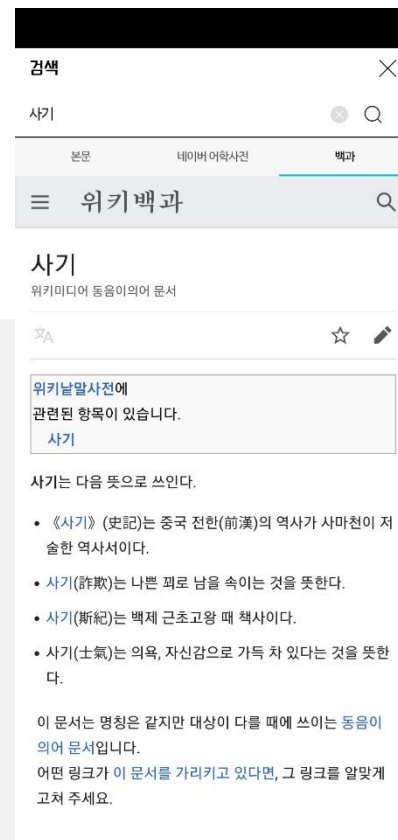 검색
사기
본문 네이버 어학사전 백과
위키백과
사기
위키미디어 동음이의어 문서
위키낱말사전에
관련된 항목이 있습니다.
사기
사기는 다음 뜻으로 쓰인다.
• 《사기》(史記)는 중국 전한(前漢)의 역사가 사마천이 저
술한 역사서이다.
• 사기(詐欺)는 나쁜 꾀로 남을 속이는 것을 뜻한다.
• 사기(斯紀)는 백제 근초고왕 때 책사이다.
• 사기(士氣)는 의욕, 자신감으로 가득 차 있다는 것을 뜻한
다.
이 문서는 명칭은 같지만 대상이 다를 때에 쓰이는 동음이
의어 문서입니다.
어떤 링크가 이 문서를 가리키고 있다면, 그 링크를 알맞게
고쳐 주세요.